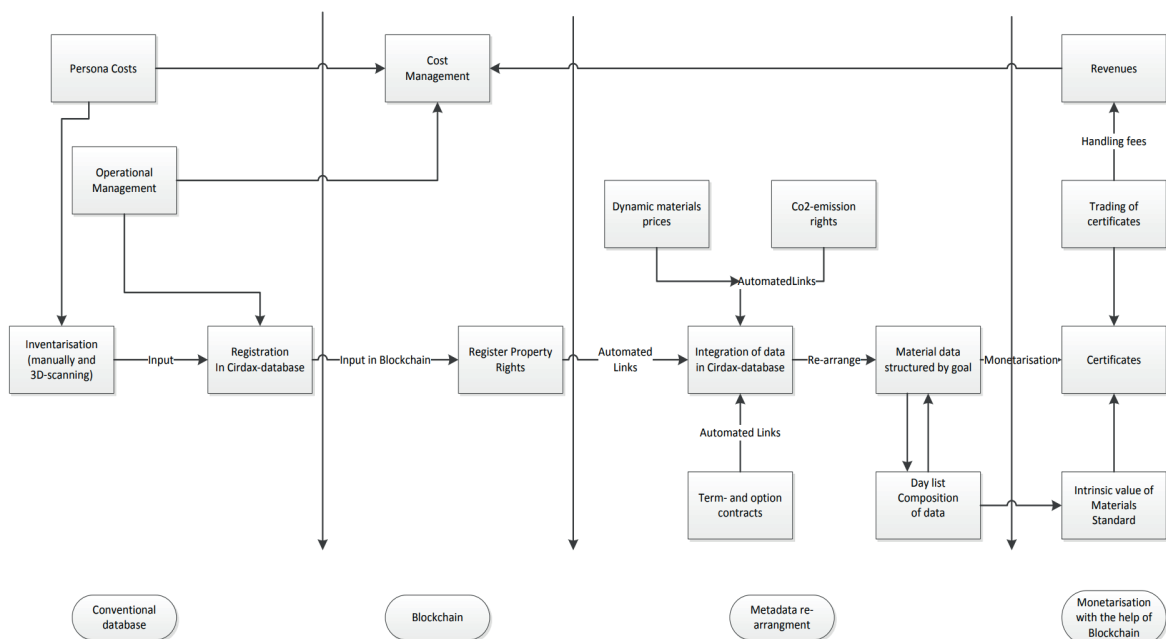 Persona Costs
Cost
Management
Revenues
Handling fees
Operational
Management
Dynamic materials
prices
Co2-emission
rights
Trading of
certificates
AutomatedLinks
Inventarisation
(manually and
3D-scanning)
Input
Registration
In Cirdax-database
Input in Blockchain
Register Property
Rights
Automated
Links
Integration of data
in Cirdax-database
Re-arrange
Material data
structured by goal
Monetarisation
Certificates
Automated Links
Term- and option
contracts
Day list
Composition
of data
Intrinsic value of
Materials
Standard
Conventional
database
Blockchain
Metadata re-
arrangment
Monetarisation
with the help of
Blockchain